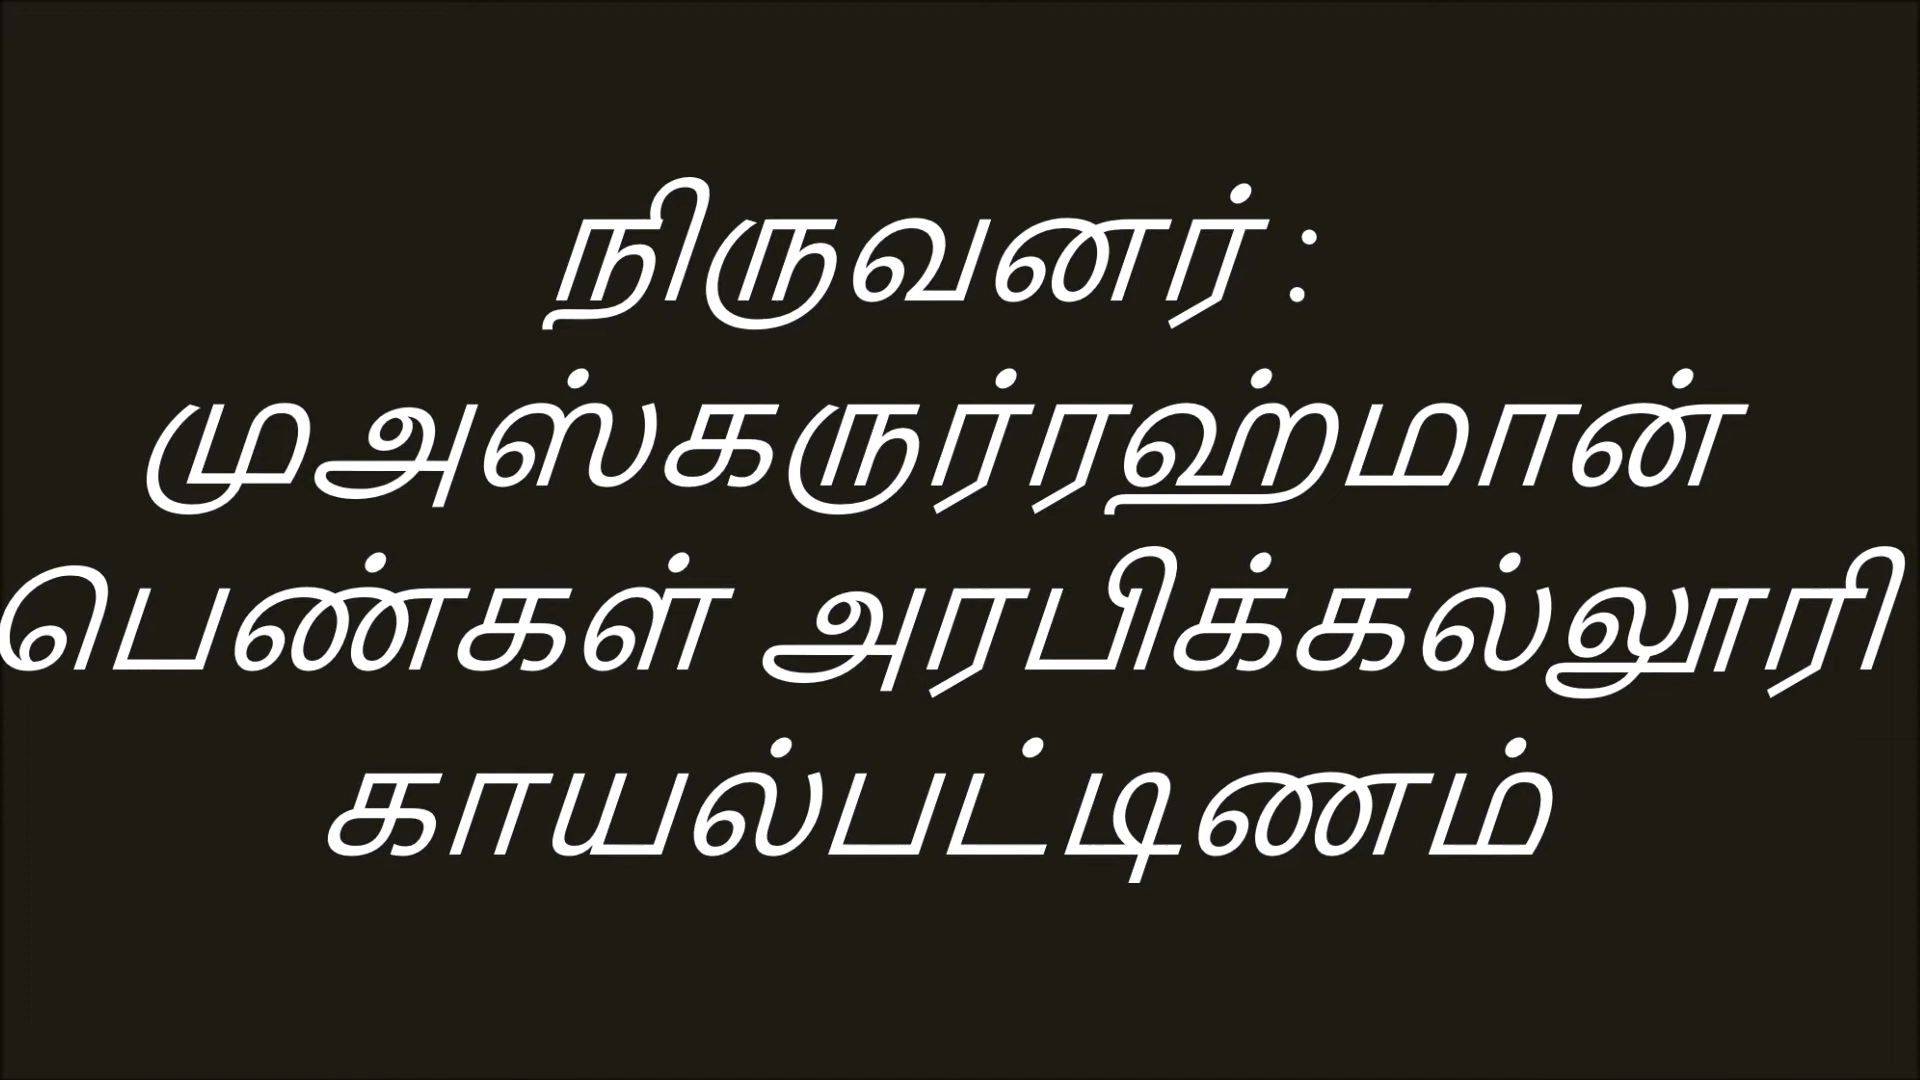 நிருவனர் :
முஅஸ்கருர்ரஹ்மான்
பெண்கள் அரபிக்கல்லூரி
காயல்பட்டிணம்